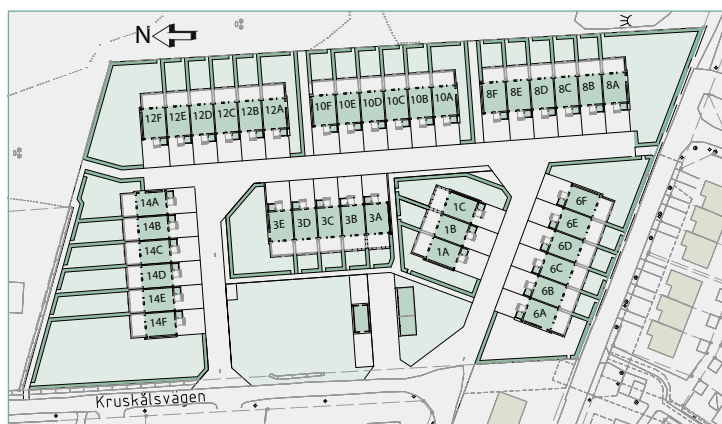 N
12F 12E 12D 12C 12B 12A
10F 10E 10D 10C 10B 10A
8F 8E 8D 8C 8B 8A
14A
14B
14C
14D
14E
14F
3E 3D 3C 3B 3A
1C
1B
1A
6F
6E
6D
6C
6B
6A
Kruskålsvägen